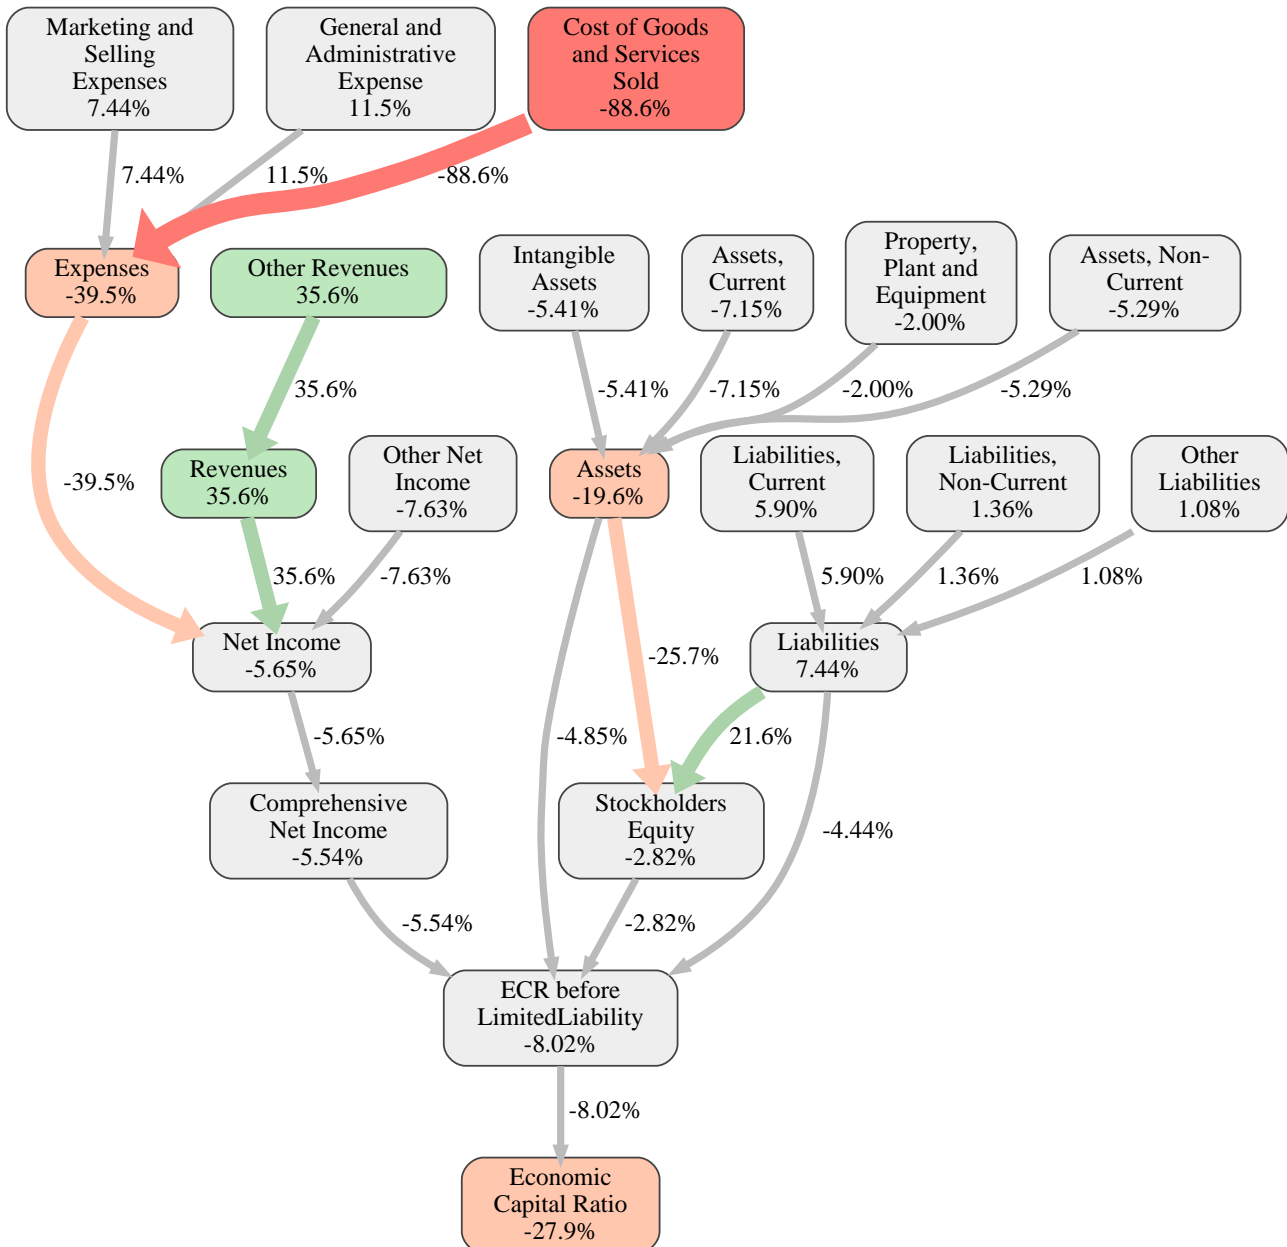 Marketing and
Selling
Expenses
7.44%
General and
Administrative
Expense
11.5%
Cost of Goods
and Services
Sold
-88.6%
7.44%
11.5%
-88.6%
Expenses
-39.5%
Other Revenues
35.6%
Intangible
Assets
-5.41%
Assets,
Current
-7.15%
Property,
Plant and
Equipment
-2.00%
Assets, Non-
Current
-5.29%
35.6%
-5.41%
-7.15%
-2.00%
-5.29%
-39.5%
Revenues
35.6%
Other Net
Income
-7.63%
Assets
-19.6%
Liabilities,
Current
5.90%
Liabilities,
Non-Current
1.36%
Other
Liabilities
1.08%
35.6%
-7.63%
5.90%
1.36%
1.08%
Net Income
-5.65%
-25.7%
Liabilities
7.44%
-5.65%
-4.85%
21.6%
Comprehensive
Net Income
-5.54%
Stockholders
Equity
-2.82%
-4.44%
-5.54%
-2.82%
ECR before
LimitedLiability
-8.02%
-8.02%
Economic
Capital Ratio
-27.9%